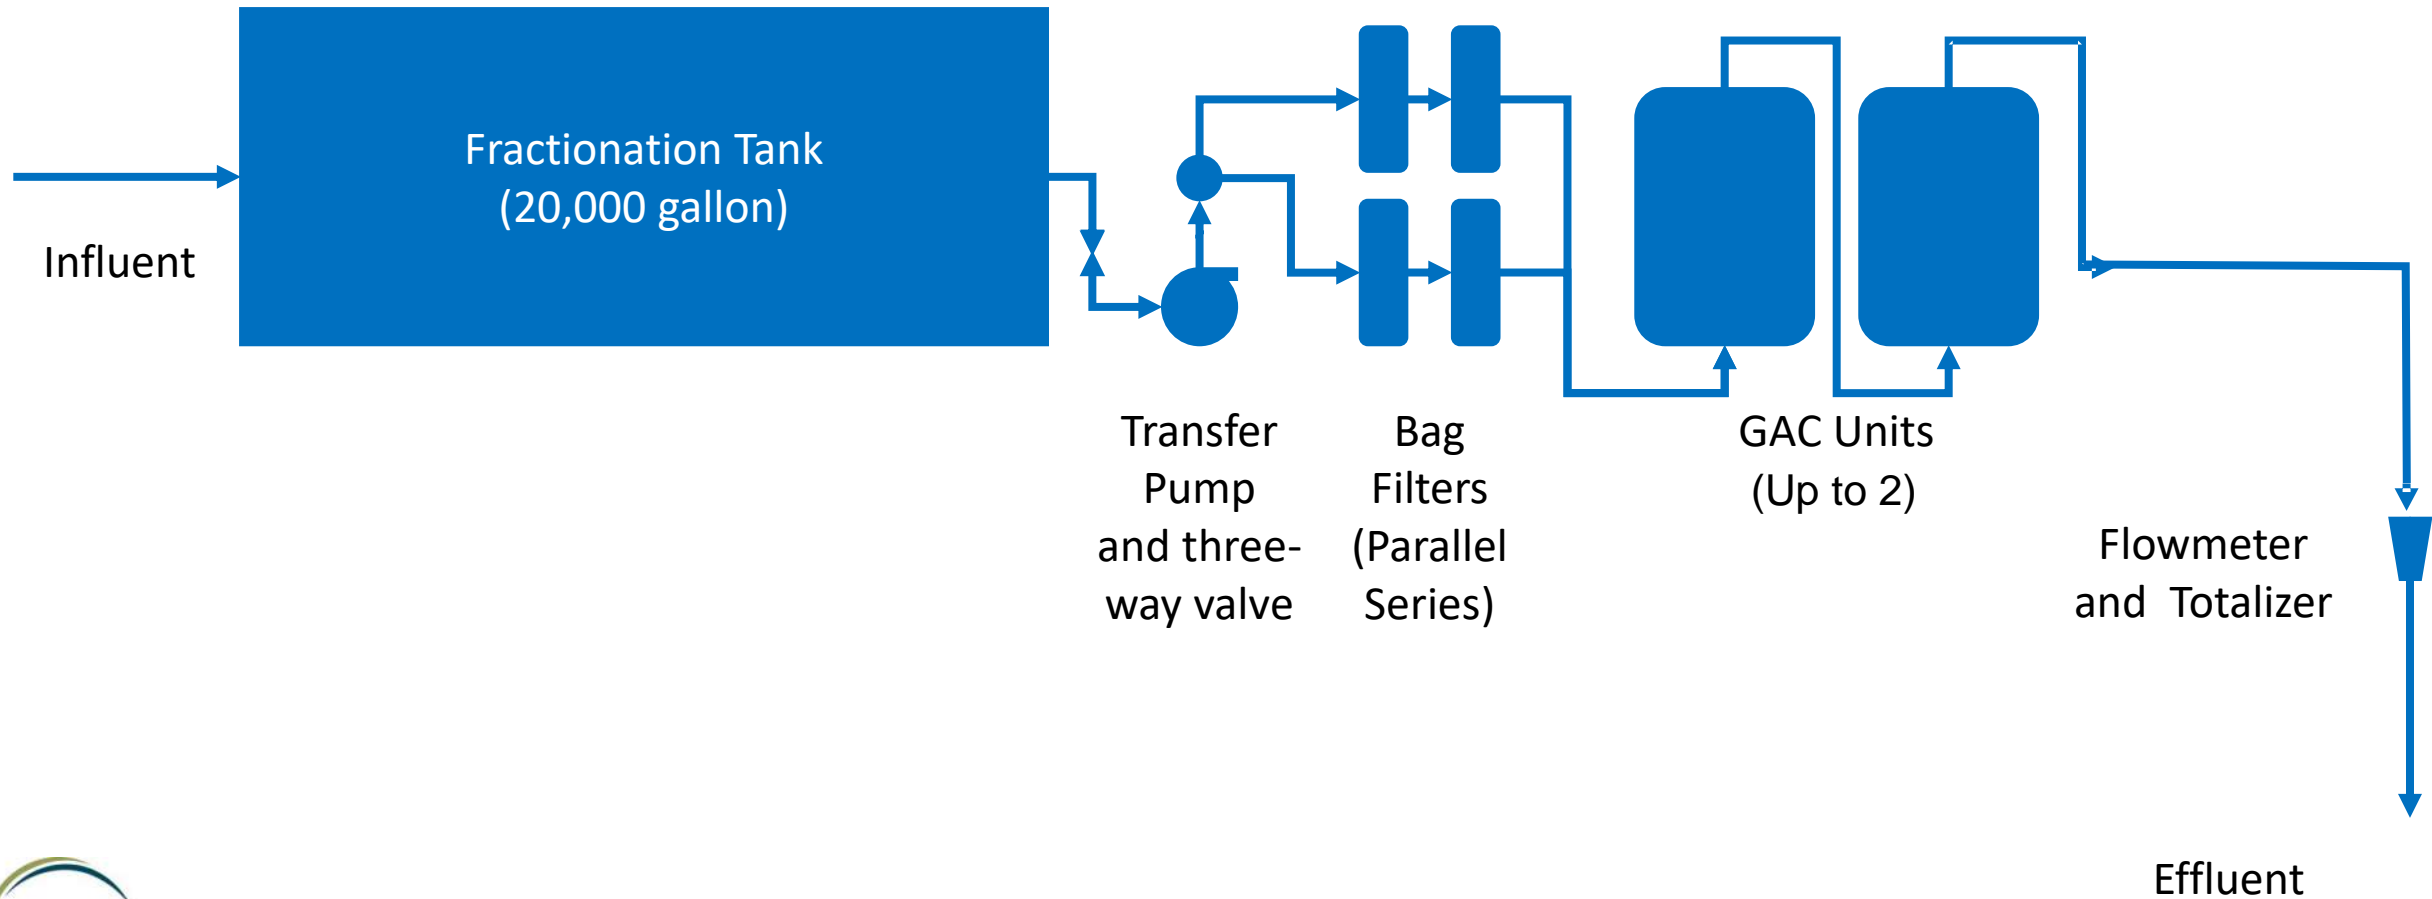 Fractionation Tank
(20,000 gallon)
Influent
Transfer
Pump
and three-
way valve
Bag
Filters
(Parallel
Series)
GAC Units
(Up to 2)
Flowmeter
and  Totalizer
Effluent